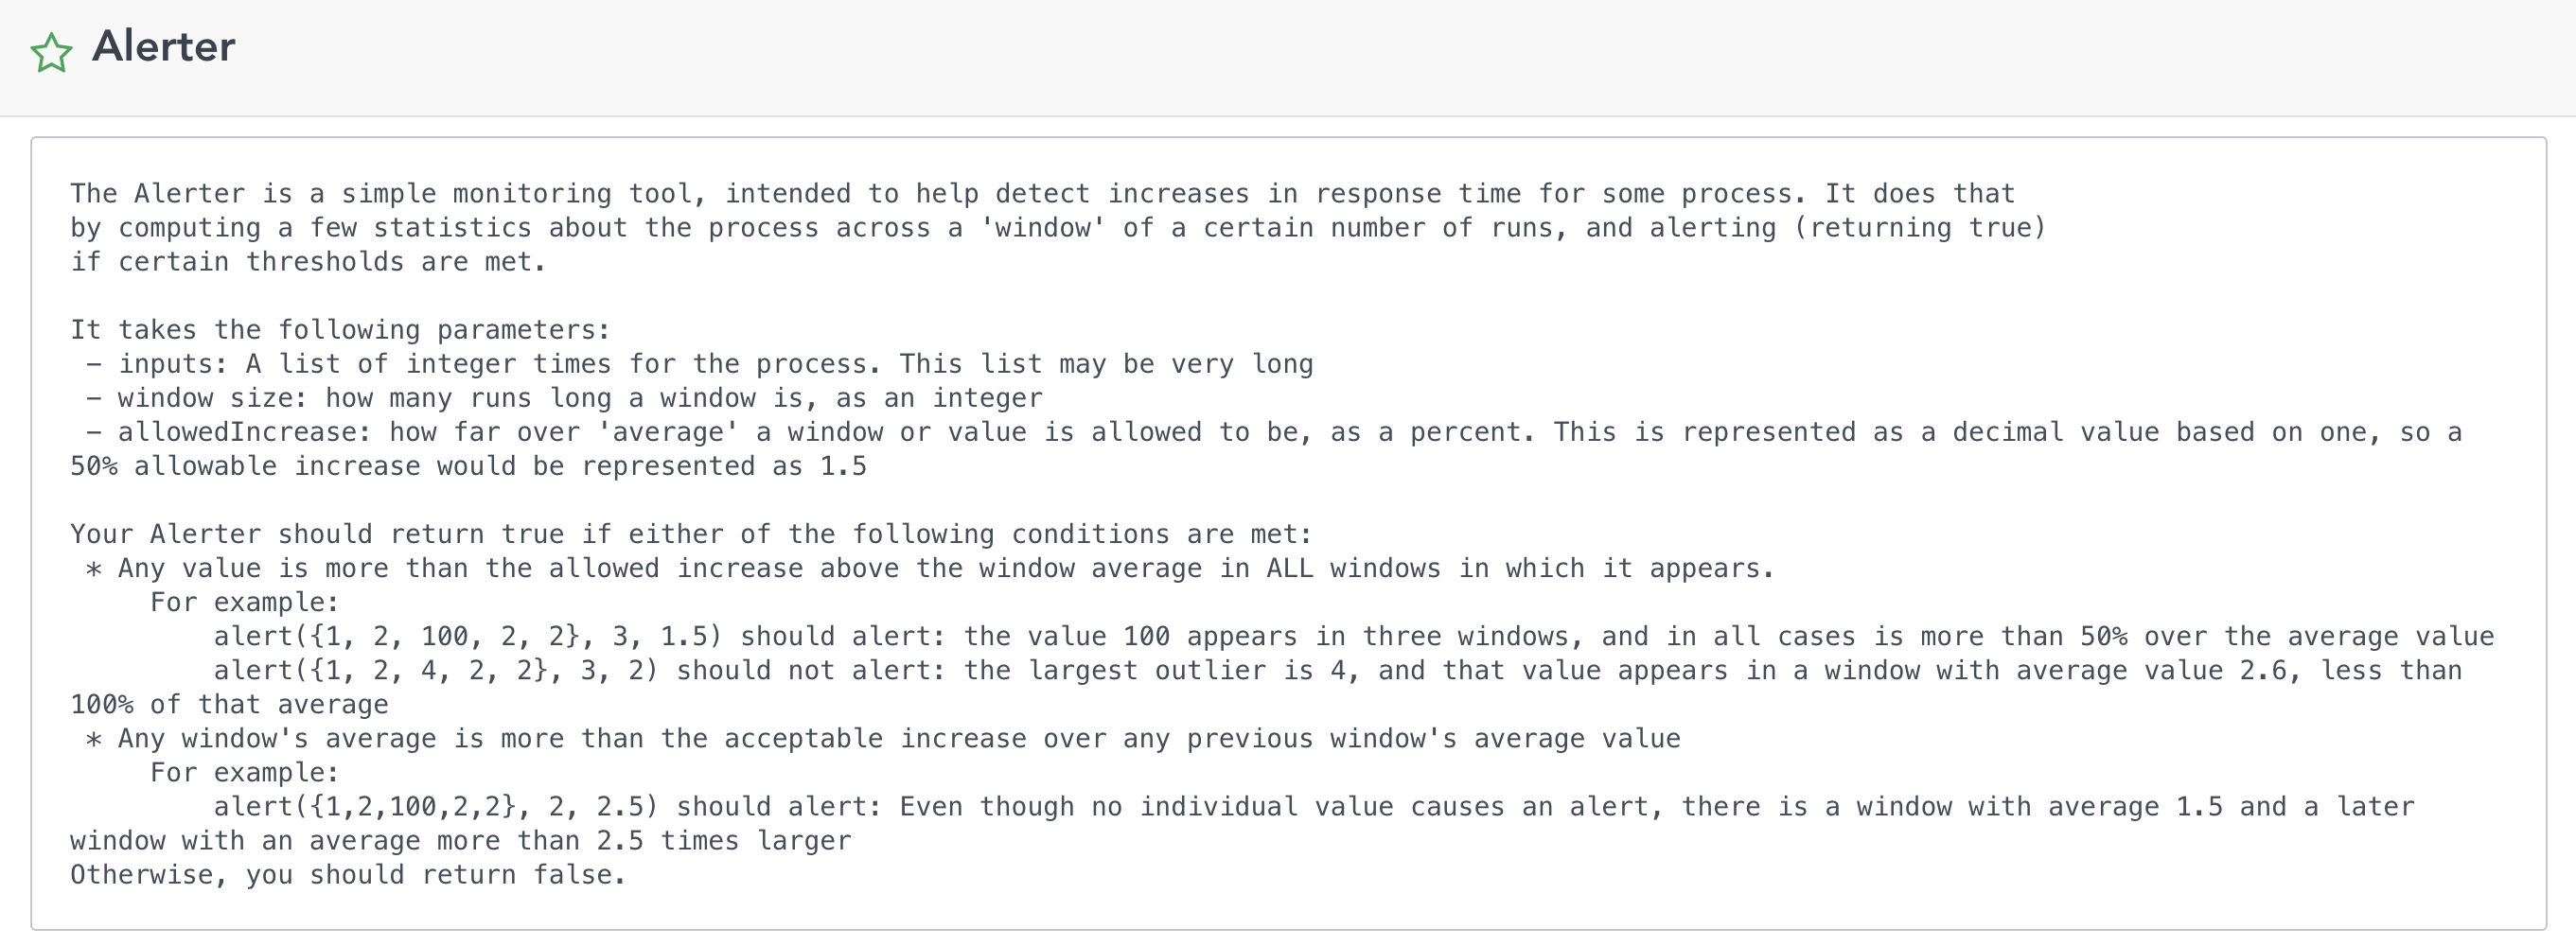 Alerter
The Alerter is a simple monitoring tool, intended to help detect increases in response time for some process. It does that
by computing a few statistics about the process across a 'window' of a certain number of runs, and alerting (returning true)
if certain thresholds are met.
It takes the following parameters:
– inputs: A list of integer times for the process. This list may be very long
– window size: how many runs long a window is, as an integer
– allowedIncrease: how far over 'average' a window or value is allowed to be, as a percent. This is represented as a decimal value based on one, so a
50% allowable increase would be represented as 1.5
Your Alerter should return true if either of the following conditions are met:
* Any value is more than the allowed increase above the window average in ALL windows in which it appears.
For example:
alert({1, 2, 100, 2, 2}, 3, 1.5) should alert: the value 100 appears in three windows, and in all cases is more than 50% over the average value
alert({1, 2, 4, 2, 2}, 3, 2) should not alert: the largest outlier is 4, and that value appears in a window with average value 2.6, less than
100% of that average
* Any window's average is more than the acceptable increase over any previous window's average value
For example:
alert({1,2,100,2,2}, 2, 2.5) should alert: Even though no individual value causes an alert, there is a window with average 1.5 and a later
window with an average more than 2.5 times larger
Otherwise, you should return false.